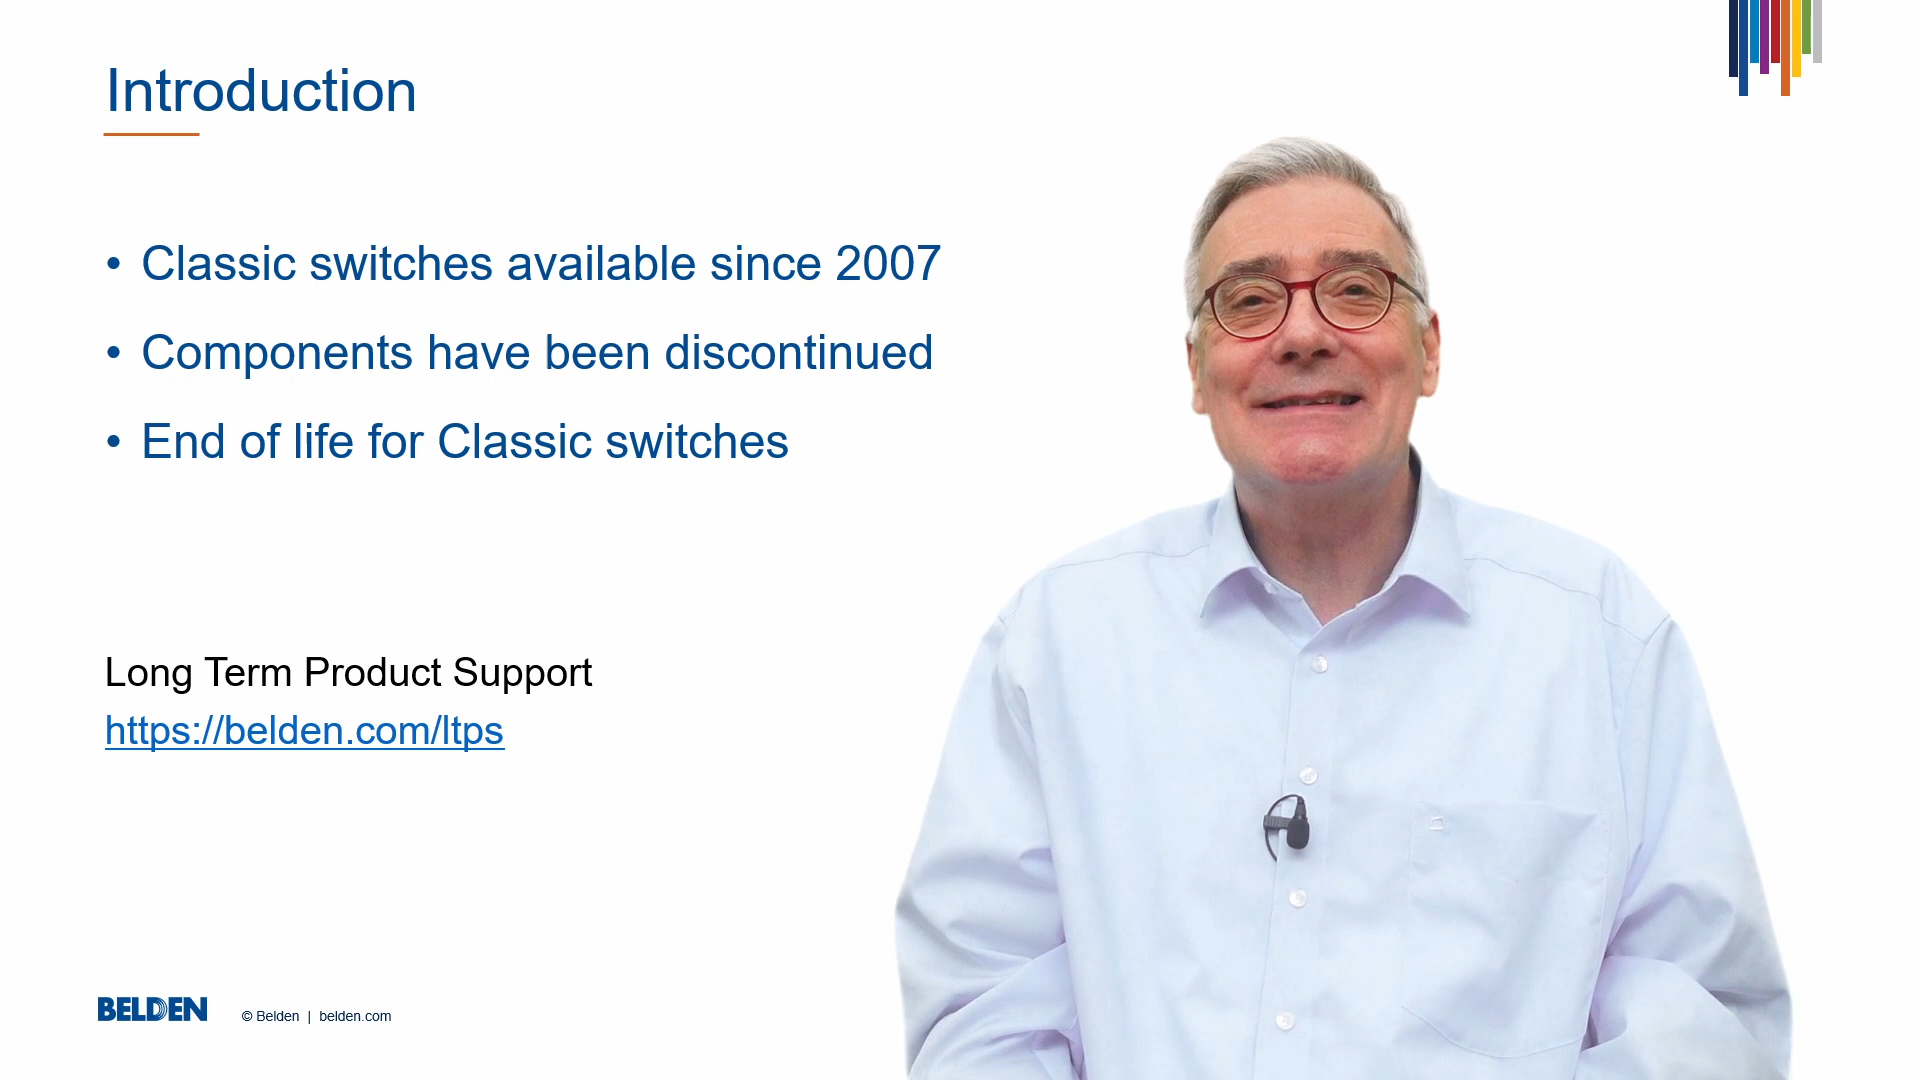 Introduction
• Classic switches available since 2007
• Components have been discontinued
• End of life for Classic switches
Long Term Product Support
https://belden.com/ltps
BELDEN
© Belden | belden.com